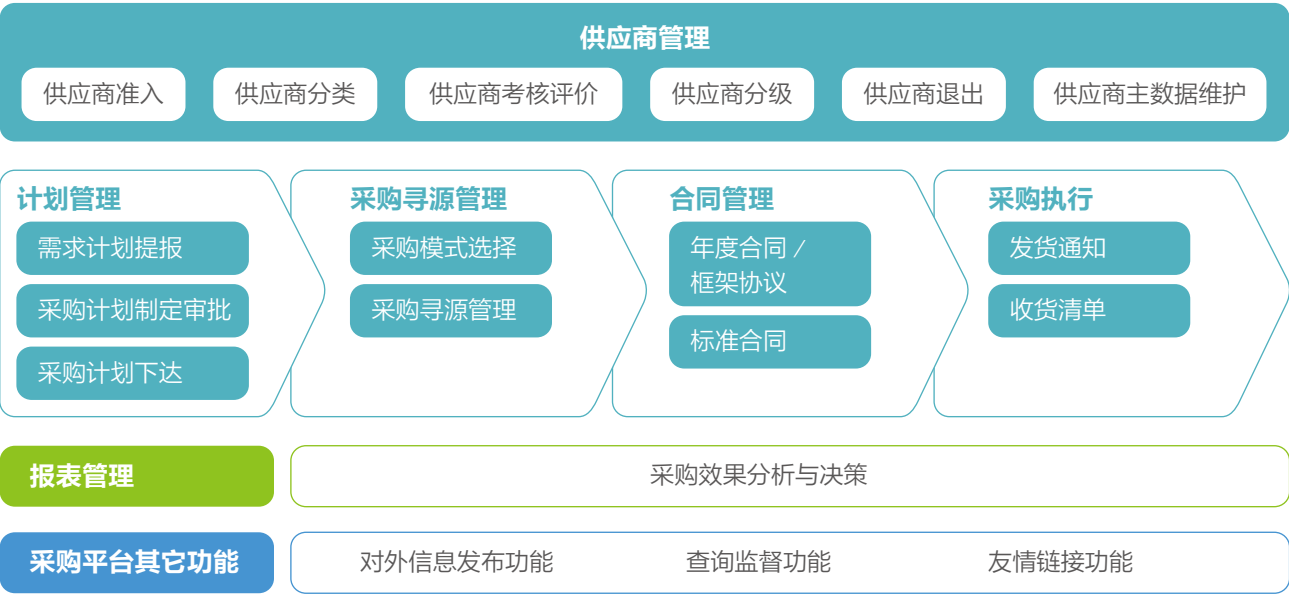 供应商管理
供应商准入
供应商分类
供应商考核评价
供应商分级
供应商退出
供应商主数据维护
计划管理
需求计划提报
采购计划制定审批
采购计划下达
采购寻源管理
采购模式选择
采购寻源管理
合同管理
年度合同 /
框架协议
标准合同
采购执行
发货通知
收货清单
报表管理
采购效果分析与决策
采购平台其它功能
对外信息发布功能
查询监督功能
友情链接功能